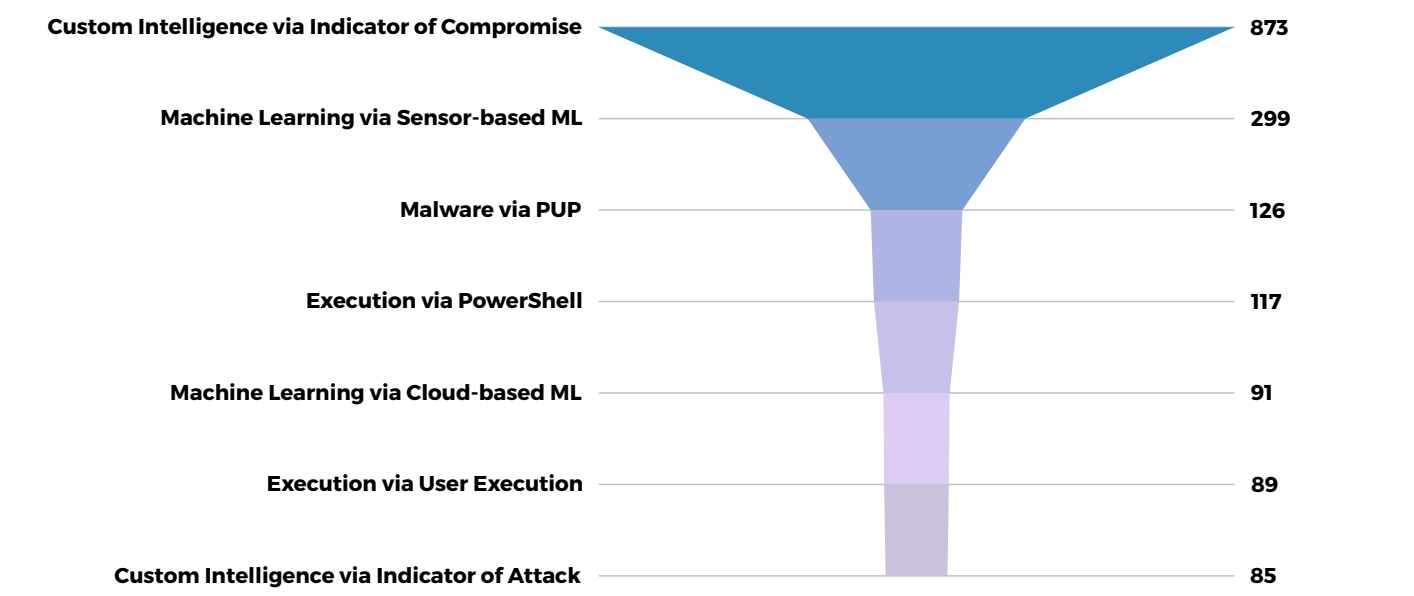 Custom Intelligence via Indicator of Compromise 873
Machine Learning via Sensor-based ML 299
Malware via PUP 126
Execution via PowerShell 117
Machine Learning via Cloud-based ML 91
Execution via User Execution 89
Custom Intelligence via Indicator of Attack 85